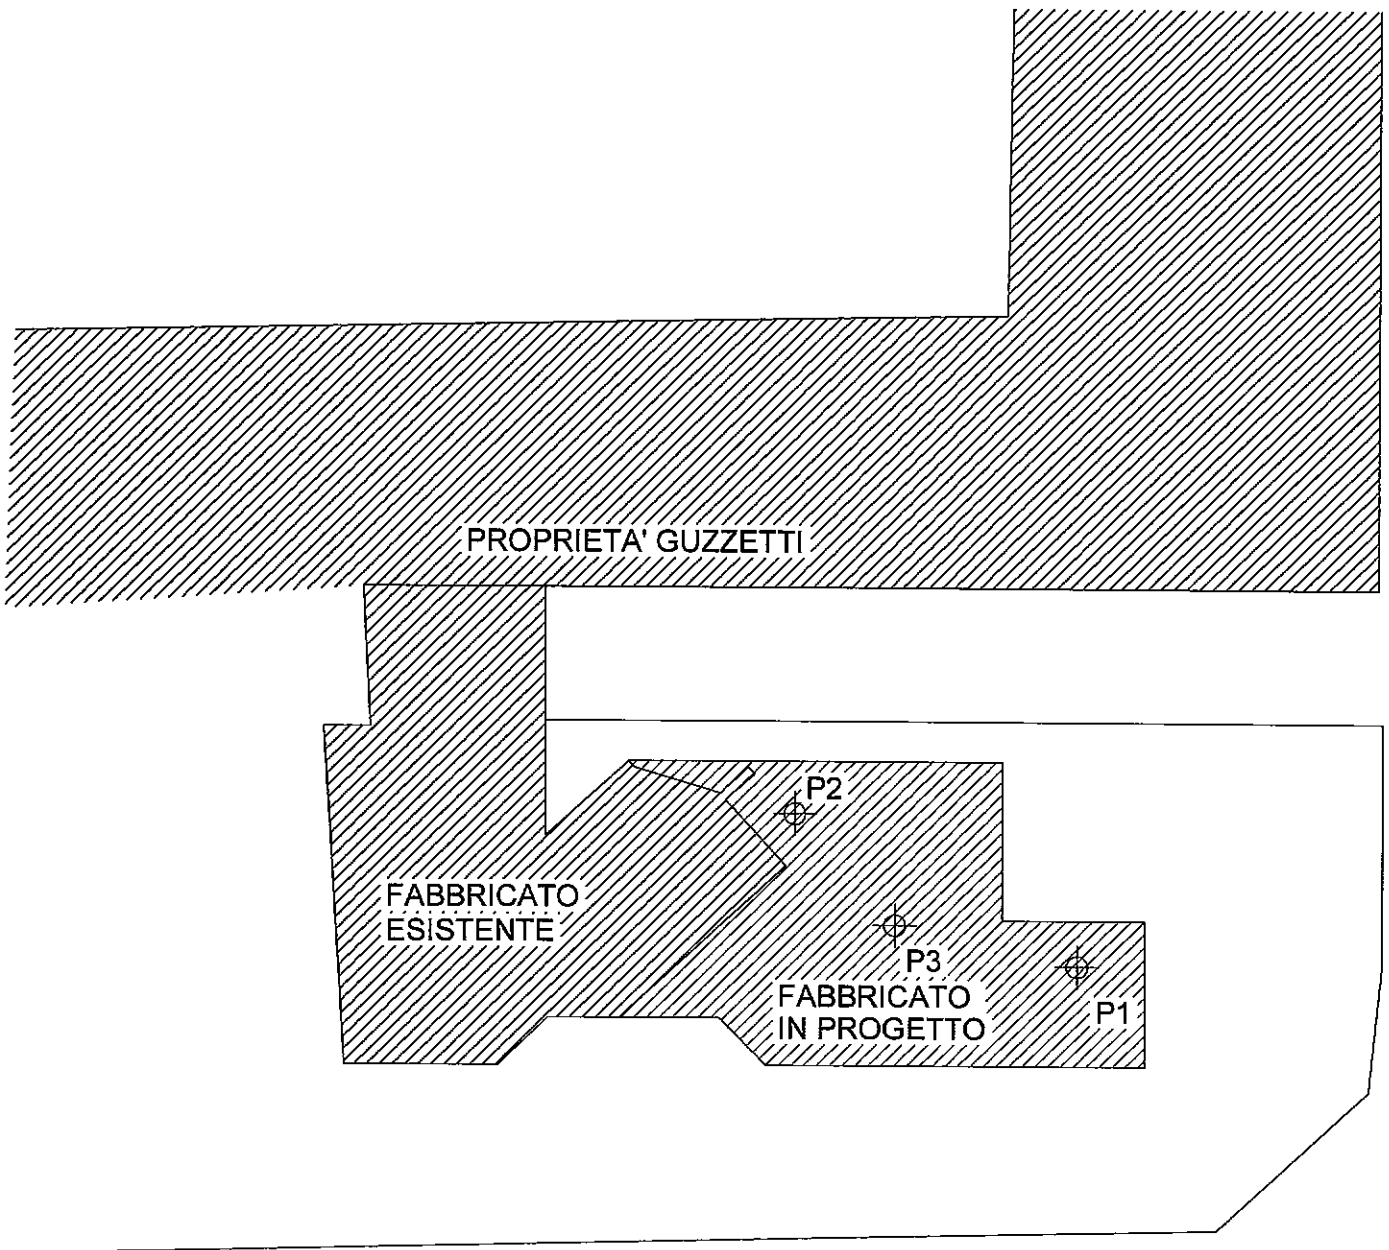 PROPRIETA' GUZZETTI
P2
FABBRICATO
ESISTENTE
P3
FABBRICATO
IN PROGETTO
P1